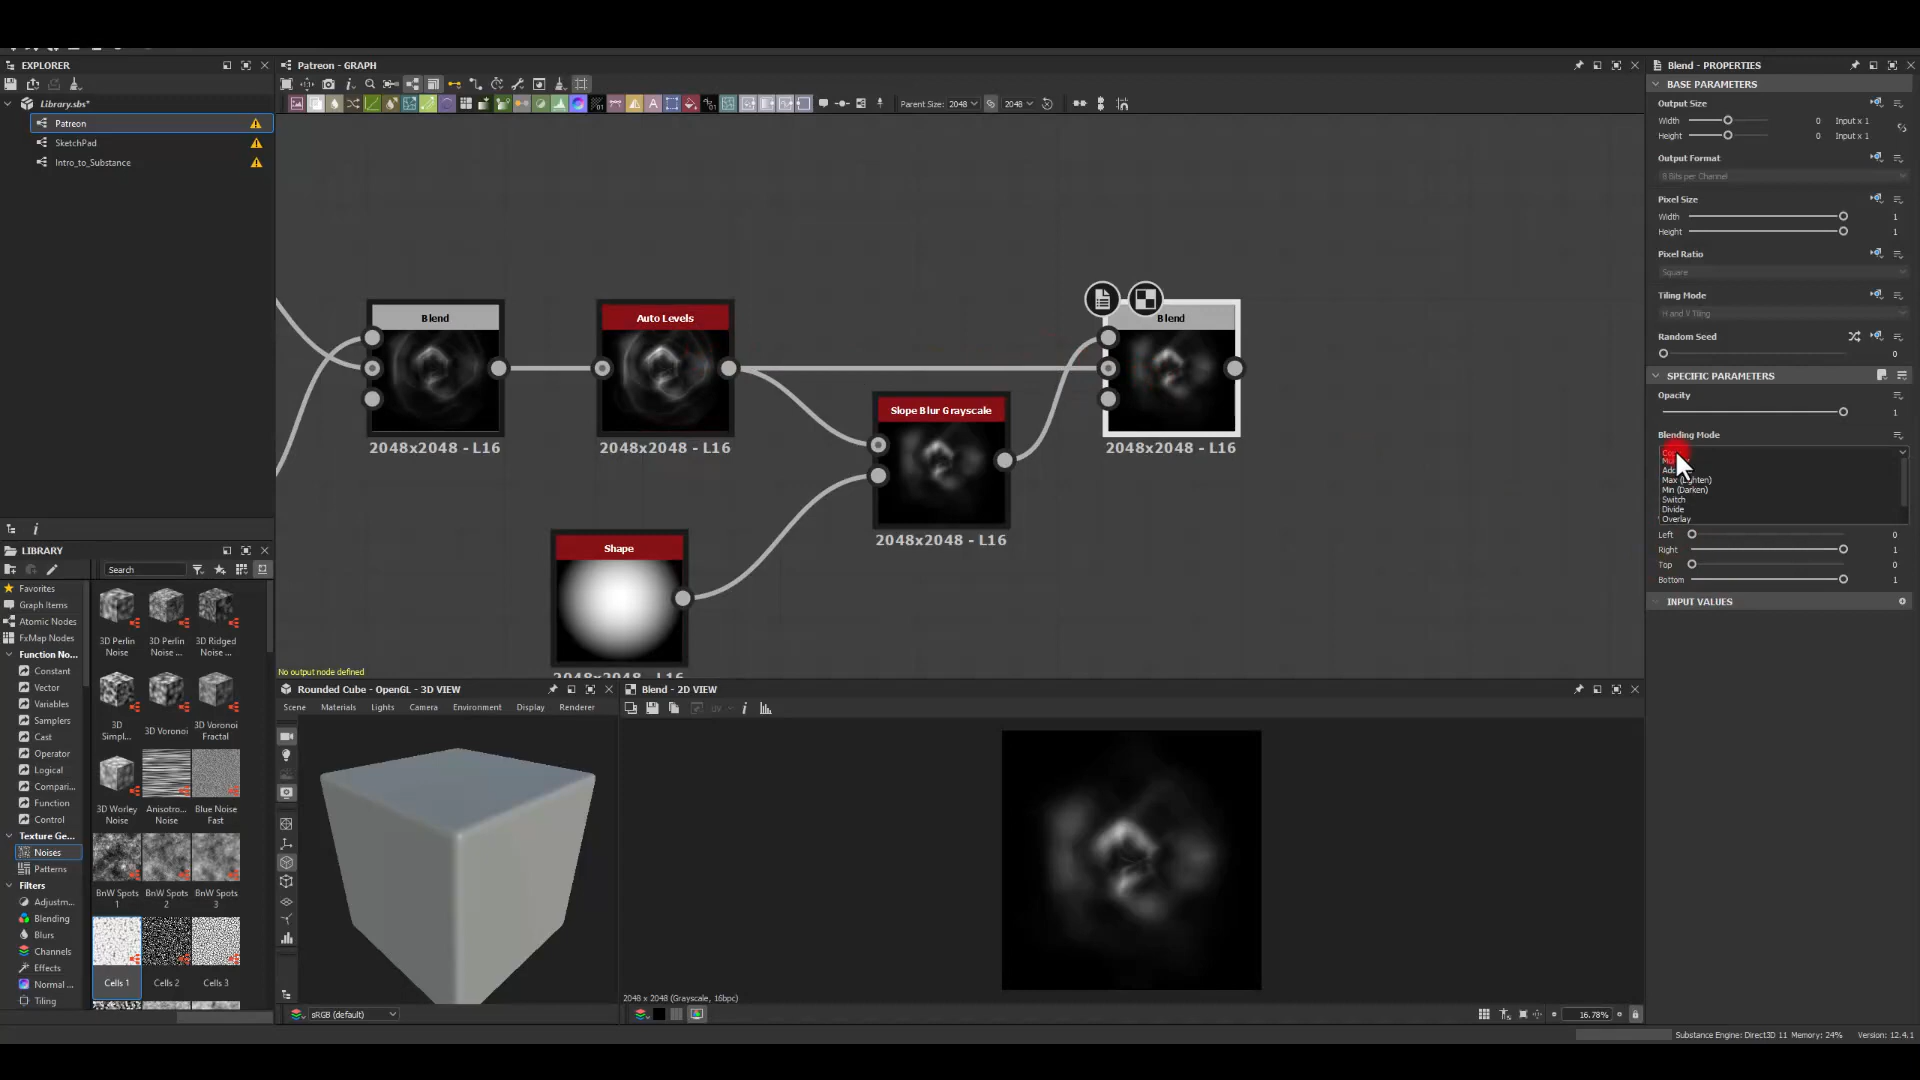 EXPLORER
Library.sbs*
Patreon
SketchPad
Intro_to_Substance
LIBRARY
Search
Favorites
Graph Items
Atomic Nodes
FxMap Nodes
Function No...
Constant
Vector
Variables
Samplers
Cast
Operator
Logical
Compari...
Function
Control
Texture Ge...
Noises
Patterns
Filters
Adjustm...
Blending
Blurs
Channels
Effects
Normal ...
Tiling
3D Perlin Noise
3D Perlin Noise ...
3D Ridged Noise ...
3D Simpl...
3D Voronoi
3D Voronoi Fractal
3D Worley Noise
Anisotro... Noise
Blue Noise Fast
BnW Spots 1
BnW Spots 2
BnW Spots 3
Cells 1
Cells 2
Cells 3
Patreon - GRAPH
Parent Size: 2048
2048
Blend
2048x2048 - L16
Auto Levels
2048x2048 - L16
Slope Blur Grayscale
2048x2048 - L16
Blend
2048x2048 - L16
Shape
2048x2048 - L16
No output node defined
Rounded Cube - OpenGL - 3D VIEW
Scene Materials Lights Camera Environment Display Renderer
sRGB (default)
Blend - 2D VIEW
2048 x 2048 (Grayscale, 16bpc)
16.78%
Blend - PROPERTIES
BASE PARAMETERS
Output Size
Width 0 Input x 1
Height 0 Input x 1
Output Format
8 Bits per Channel
Pixel Size
Width 1
Height 1
Pixel Ratio
Square
Tiling Mode
H and V Tiling
Random Seed
0
SPECIFIC PARAMETERS
Opacity
1
Blending Mode
Max (Lighten)
Min (Darken)
Switch
Divide
Overlay
Left 0
Right 1
Top 0
Bottom 1
INPUT VALUES
Substance Engine: Direct3D 11 Memory: 24% Version: 12.4.1